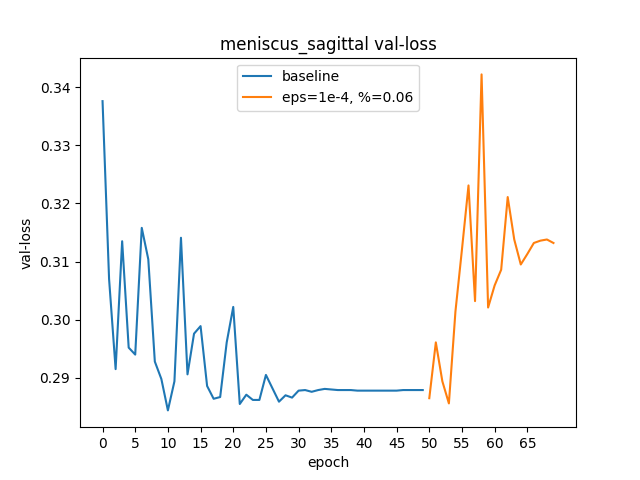 meniscus_sagittal val-loss
baseline
eps=1e-4, %=0.06
val-loss
0.34
0.33
0.32
0.31
0.30
0.29
0 5 10 15 20 25 30 35 40 45 50 55 60 65
epoch